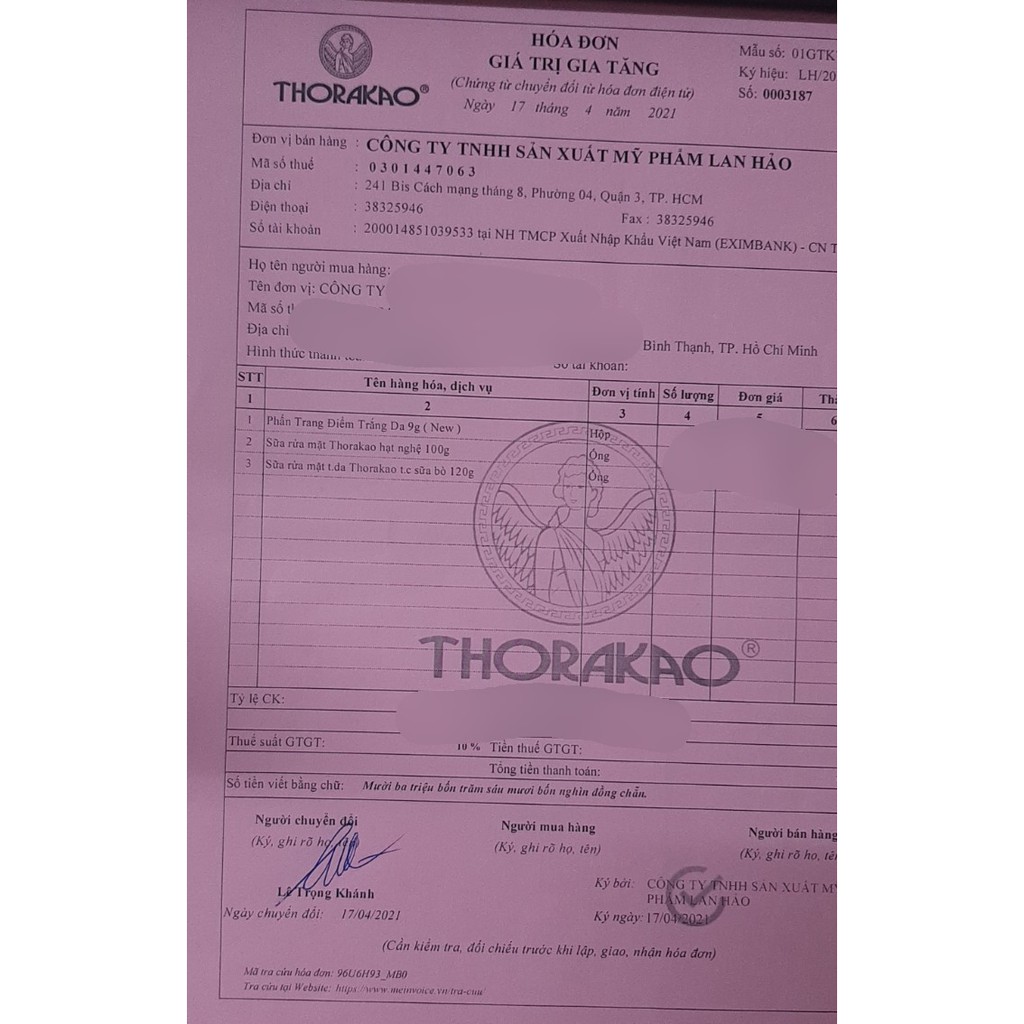 THORAKAO®
HÓA ĐƠN
GIÁ TRỊ GIA TĂNG
(Chứng từ chuyển đổi từ hóa đơn điện tử)
Ngày 17 tháng 4 năm 2021
Mẫu số: 01GTK
Ký hiệu: LH/20
Số: 0003187
Đơn vị bán hàng : CÔNG TY TNHH SẢN XUẤT MỸ PHẨM LAN HẢO
Mã số thuế : 0301447063
Địa chỉ : 241 Bis Cách mạng tháng 8, Phường 04, Quận 3, TP. HCM
Điện thoại : 38325946 Fax : 38325946
Số tài khoản : 200014851039533 tại NH TMCP Xuất Nhập Khẩu Việt Nam (EXIMBANK) - CN T
Họ tên người mua hàng:
Tên đơn vị: CÔNG TY
Mã số
Địa chỉ Bình Thạnh, TP. Hồ Chí Minh
Hình thức thanh
Số tài khoản:
STT Tên hàng hóa, dịch vụ Đơn vị tính Số lượng Đơn giá Th
1 2 3 4 5 6
1 Phấn Trang Điểm Trắng Da 9g ( New ) Hộp
2 Sữa rửa mặt Thorakao hạt nghệ 100g Ống
3 Sữa rửa mặt t.da Thorakao t.c sữa bò 120g Ống
THORAKAO®
Tỷ lệ CK:
Thuế suất GTGT: 10 % Tiền thuế GTGT:
Tổng tiền thanh toán:
Số tiền viết bằng chữ: Mười ba triệu bốn trăm sáu mươi bốn nghìn đồng chẵn.
Người chuyển đổi Người mua hàng Người bán hàng
(Ký, ghi rõ họ, tên) (Ký, ghi rõ họ, tên) (Ký, ghi rõ họ, tên
Lê Trọng Khánh
Ngày chuyển đổi: 17/04/2021
Ký bởi: CÔNG TY TNHH SẢN XUẤT MỸ
PHẨM LAN HẢO
Ký ngày: 17/04/2021
(Cần kiểm tra, đối chiếu trước khi lập, giao, nhận hóa đơn)
Mã tra cứu hóa đơn: 96U6H93_MB0
Tra cứu tại Website: https://www.meinvoice.vn/tra-cuu/